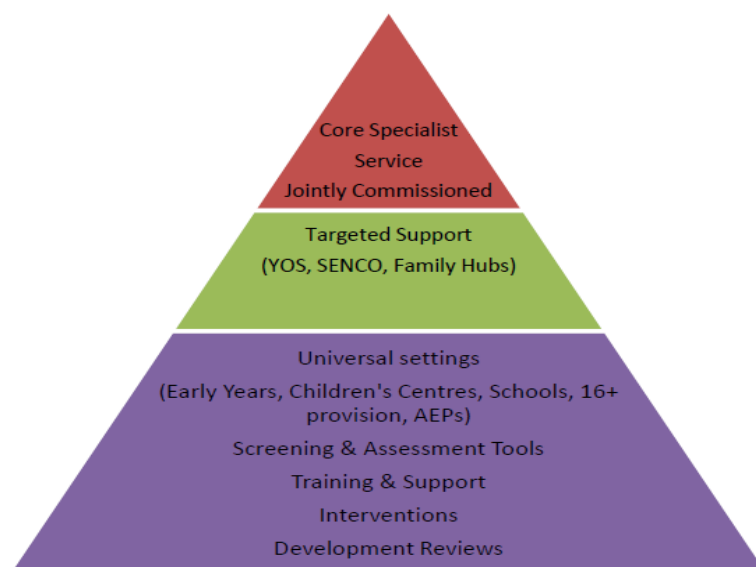 Core Specialist
Service
Jointly Commissioned
Targeted Support
(YOS, SENCO, Family Hubs)
Universal settings
(Early Years, Children's Centres, Schools, 16+
provision, AEPs)
Screening & Assessment Tools
Training & Support
Interventions
Development Reviews